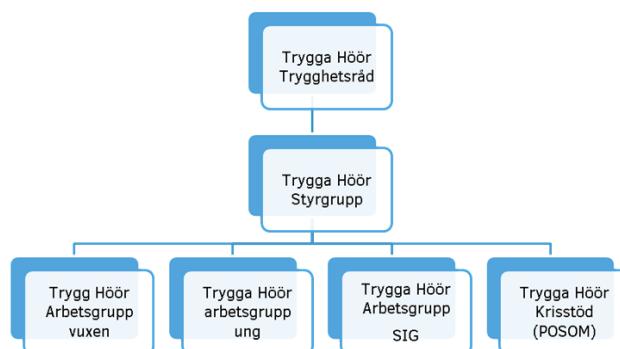 Trygga Höör
Trygghetsråd
Trygga Höör
Styrgrupp
Trygg Höör
Arbetsgrupp
vuxen
Trygga Höör
arbetsgrupp
ung
Trygga Höör
Arbetsgrupp
SIG
Trygga Höör
Krisstöd
(POSOM)